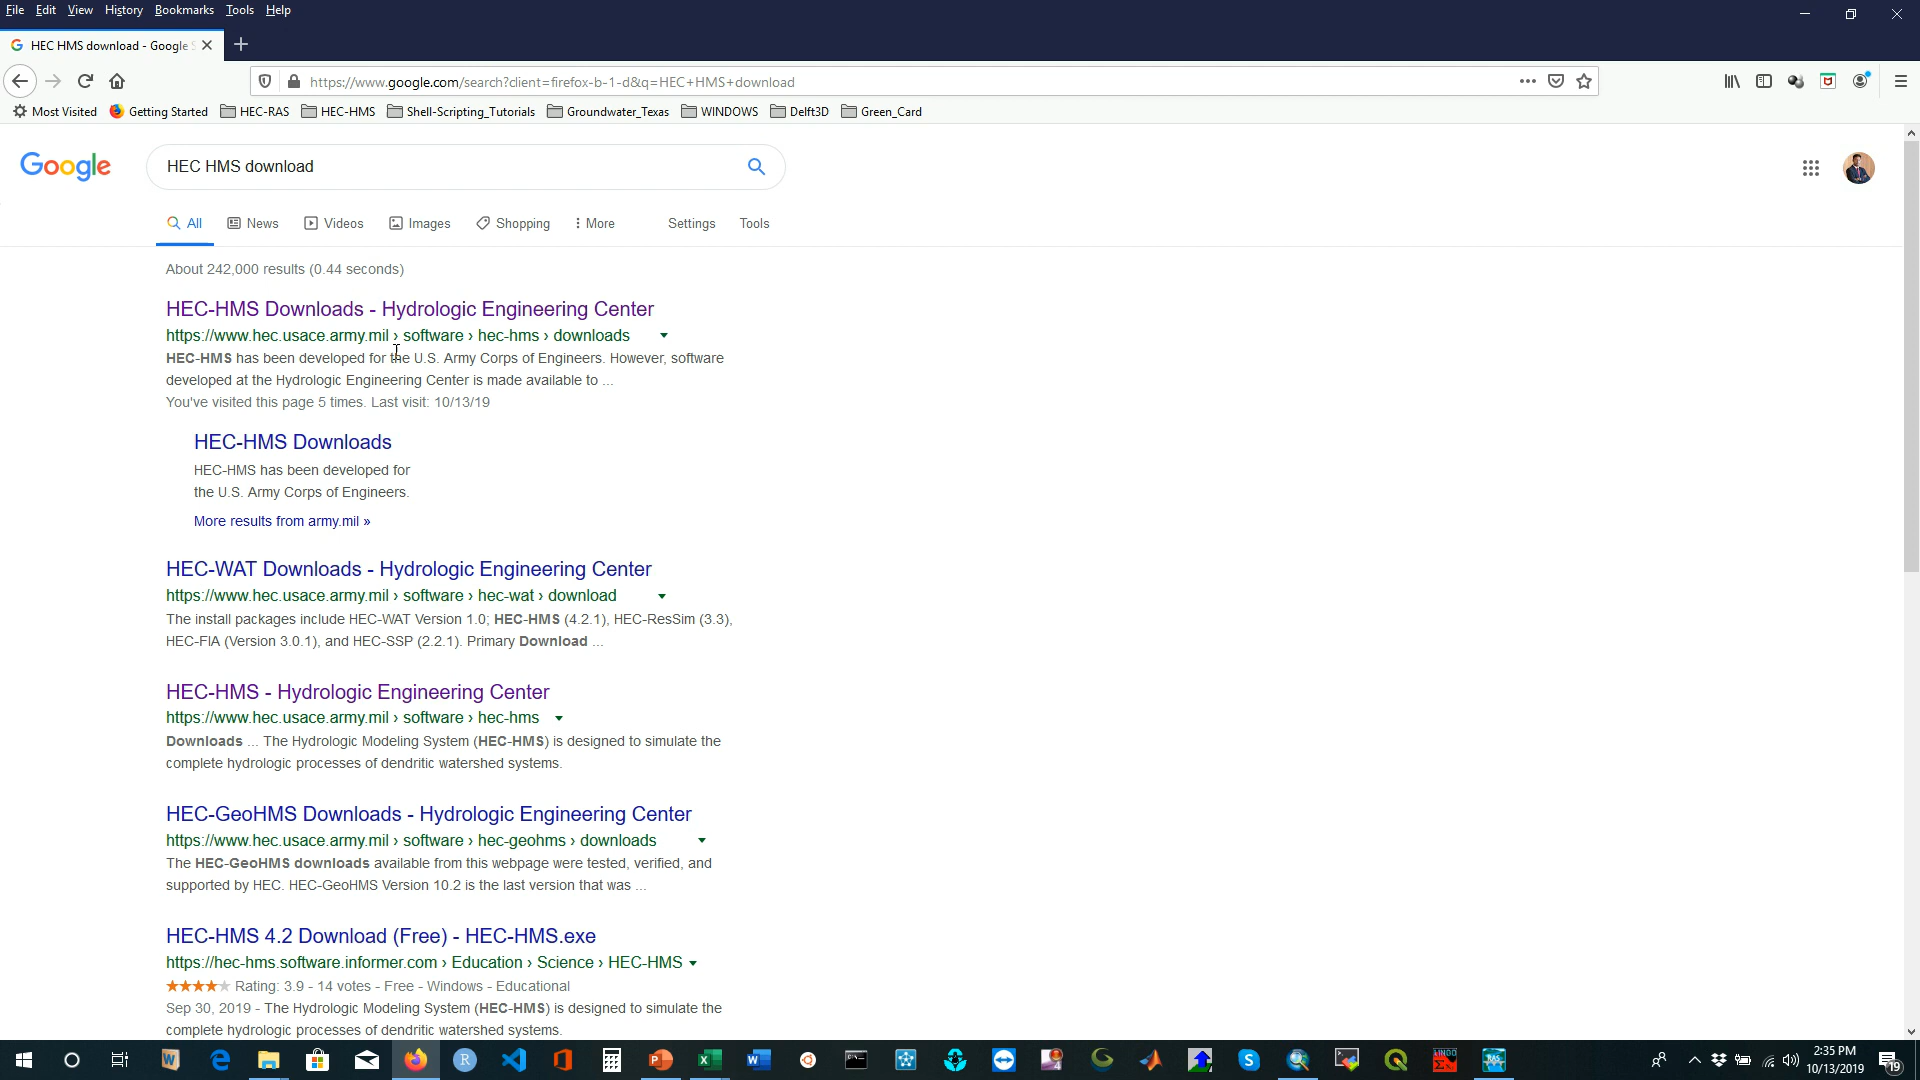 File Edit View History Bookmarks Tools Help
HEC HMS download - Google S
https://www.google.com/search?client=firefox-b-1-d&q=HEC+HMS+download
Most Visited Getting Started HEC-RAS HEC-HMS Shell-Scripting_Tutorials Groundwater_Texas WINDOWS Delft3D Green_Card
Google HEC HMS download
All News Videos Images Shopping More Settings Tools
About 242,000 results (0.44 seconds)
HEC-HMS Downloads - Hydrologic Engineering Center
https://www.hec.usace.army.mil › software › hec-hms › downloads
HEC-HMS has been developed for the U.S. Army Corps of Engineers. However, software
developed at the Hydrologic Engineering Center is made available to ...
You've visited this page 5 times. Last visit: 10/13/19
HEC-HMS Downloads
HEC-HMS has been developed for
the U.S. Army Corps of Engineers.
More results from army.mil »
HEC-WAT Downloads - Hydrologic Engineering Center
https://www.hec.usace.army.mil › software › hec-wat › download
The install packages include HEC-WAT Version 1.0; HEC-HMS (4.2.1), HEC-ResSim (3.3),
HEC-FIA (Version 3.0.1), and HEC-SSP (2.2.1). Primary Download ...
HEC-HMS - Hydrologic Engineering Center
https://www.hec.usace.army.mil › software › hec-hms
Downloads ... The Hydrologic Modeling System (HEC-HMS) is designed to simulate the
complete hydrologic processes of dendritic watershed systems.
HEC-GeoHMS Downloads - Hydrologic Engineering Center
https://www.hec.usace.army.mil › software › hec-geohms › downloads
The HEC-GeoHMS downloads available from this webpage were tested, verified, and
supported by HEC. HEC-GeoHMS Version 10.2 is the last version that was ...
HEC-HMS 4.2 Download (Free) - HEC-HMS.exe
https://hec-hms.software.informer.com › Education › Science › HEC-HMS
Rating: 3.9 - 14 votes - Free - Windows - Educational
Sep 30, 2019 - The Hydrologic Modeling System (HEC-HMS) is designed to simulate the
complete hydrologic processes of dendritic watershed systems.
2:35 PM
10/13/2019
19